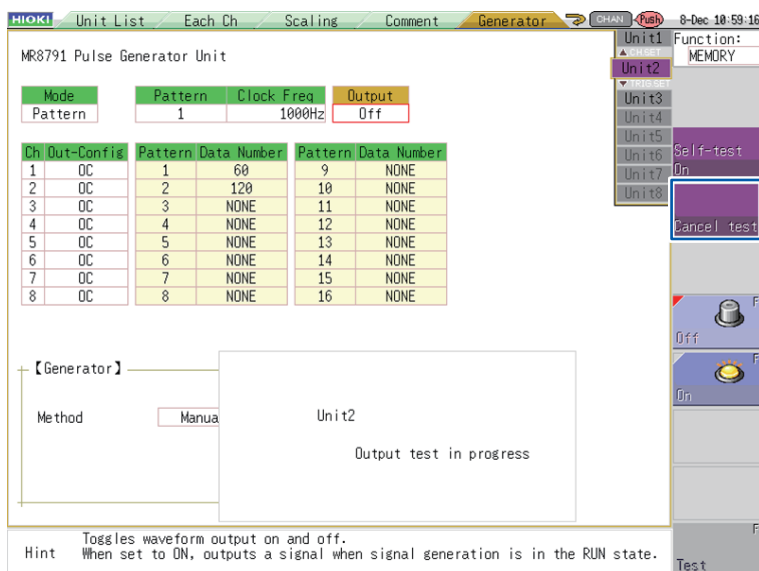 HIOKI Unit List Each Ch Scaling Comment Generator CHAN Push 8-Dec 10:59:16
MR8791 Pulse Generator Unit
Unit1
▲CH SET
Unit2
▼TRIG SET
Unit3
Unit4
Unit5
Unit6
Unit7
Unit8
Function:
MEMORY
Mode Pattern Clock Freq Output
Pattern 1 1000Hz Off
Ch Out-Config Pattern Data Number Pattern Data Number
1 OC 1 60 9 NONE
2 OC 2 120 10 NONE
3 OC 3 NONE 11 NONE
4 OC 4 NONE 12 NONE
5 OC 5 NONE 13 NONE
6 OC 6 NONE 14 NONE
7 OC 7 NONE 15 NONE
8 OC 8 NONE 16 NONE
Self-test
On
Cancel test
F
Off
F
On
【Generator】
Method Manua
Unit2
Output test in progress
Hint Toggles waveform output on and off.
When set to ON, outputs a signal when signal generation is in the RUN state.
F
Test